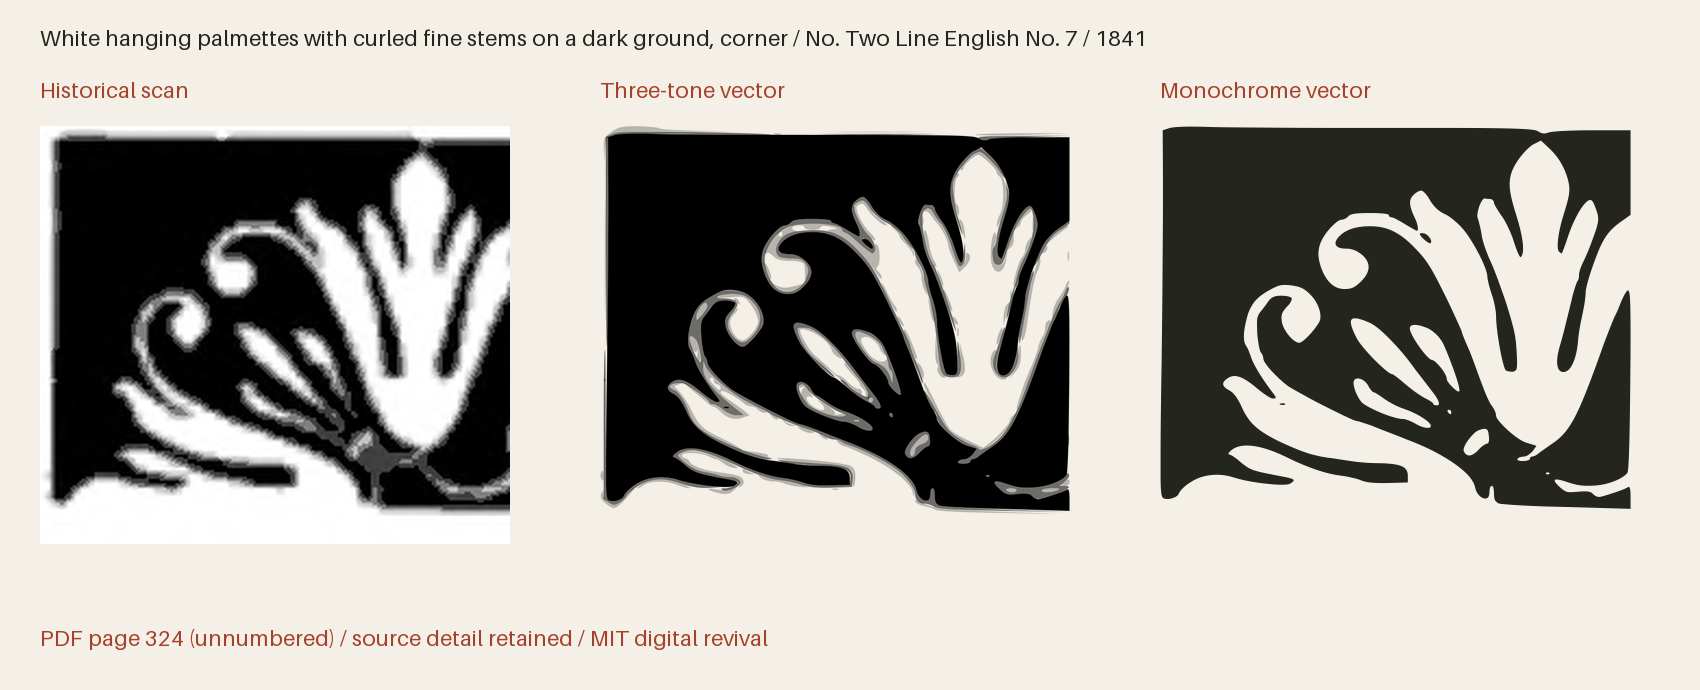 White hanging palmettes with curled fine stems on a dark ground, corner / No. Two Line English No. 7 / 1841
Historical scan
Three-tone vector
Monochrome vector
PDF page 324 (unnumbered) / source detail retained / MIT digital revival